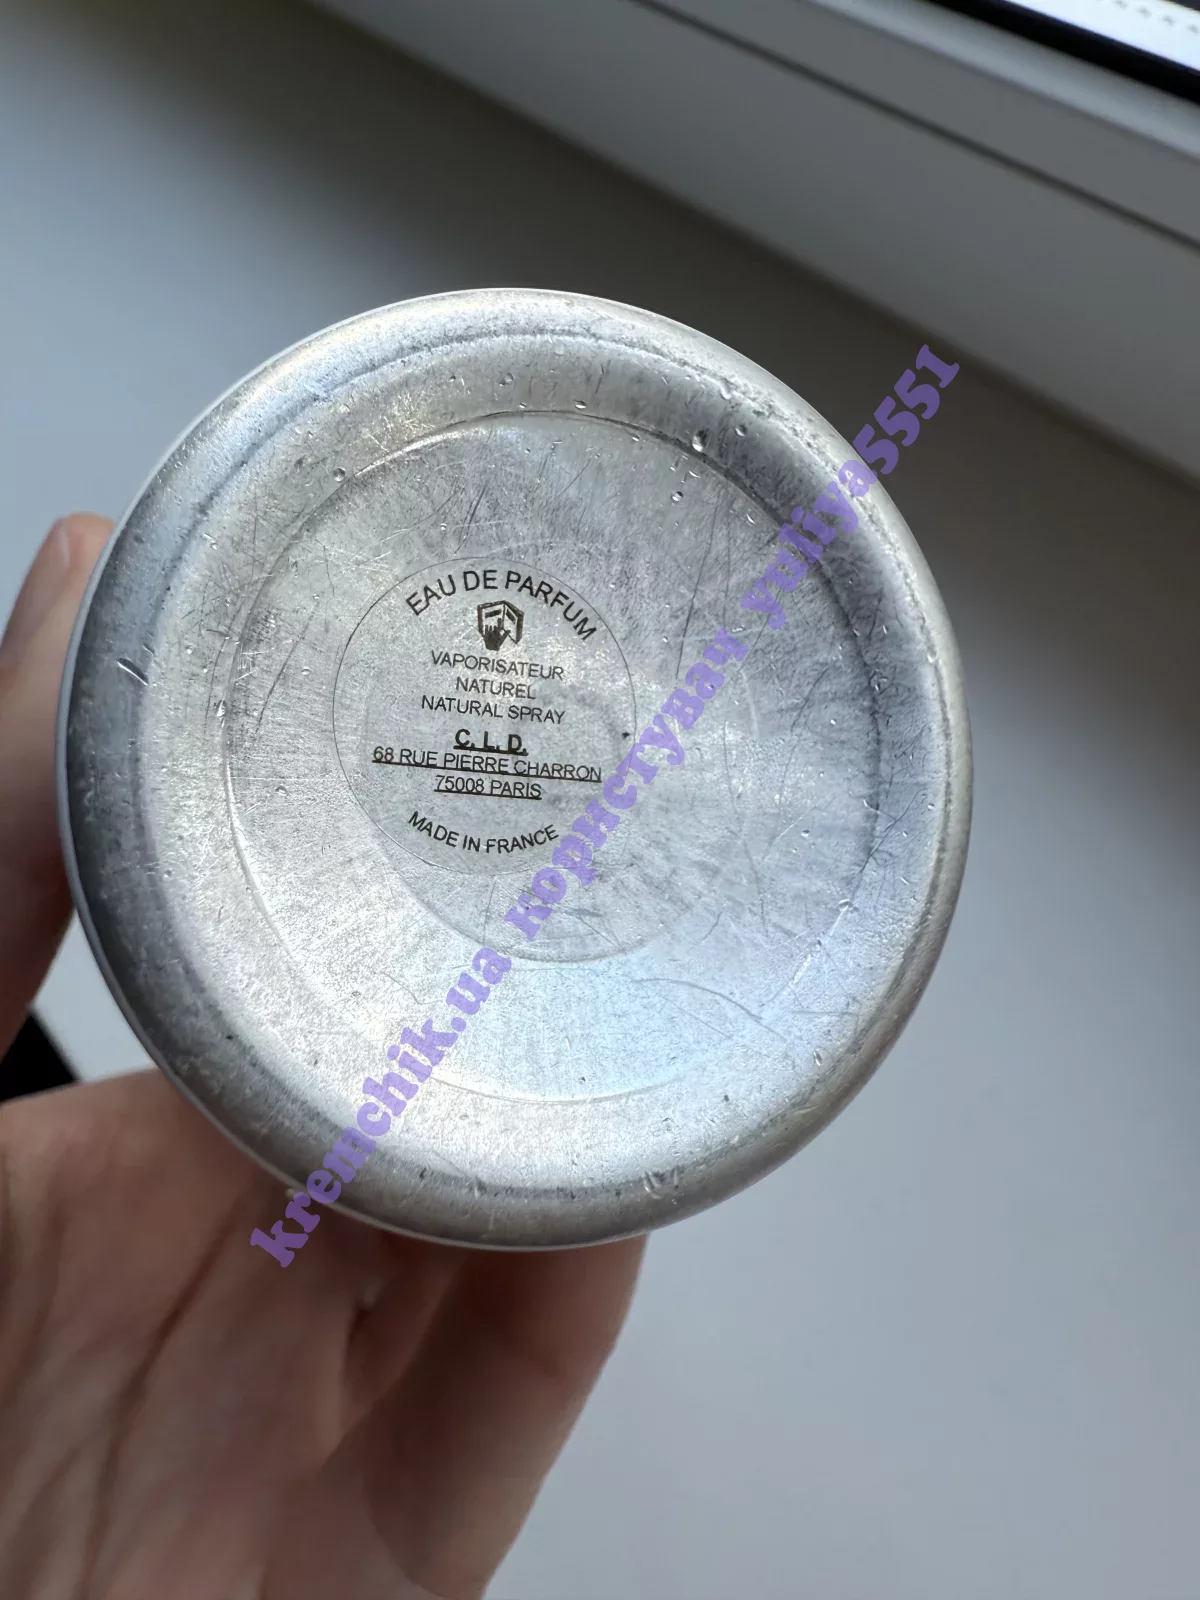 EAU DE PARFUM
VAPORISATEUR
NATUREL
NATURAL SPRAY
C. L. D.
68 RUE PIERRE CHARRON
75008 PARIS
MADE IN FRANCE
kremchik.ua користувач yuliya5551